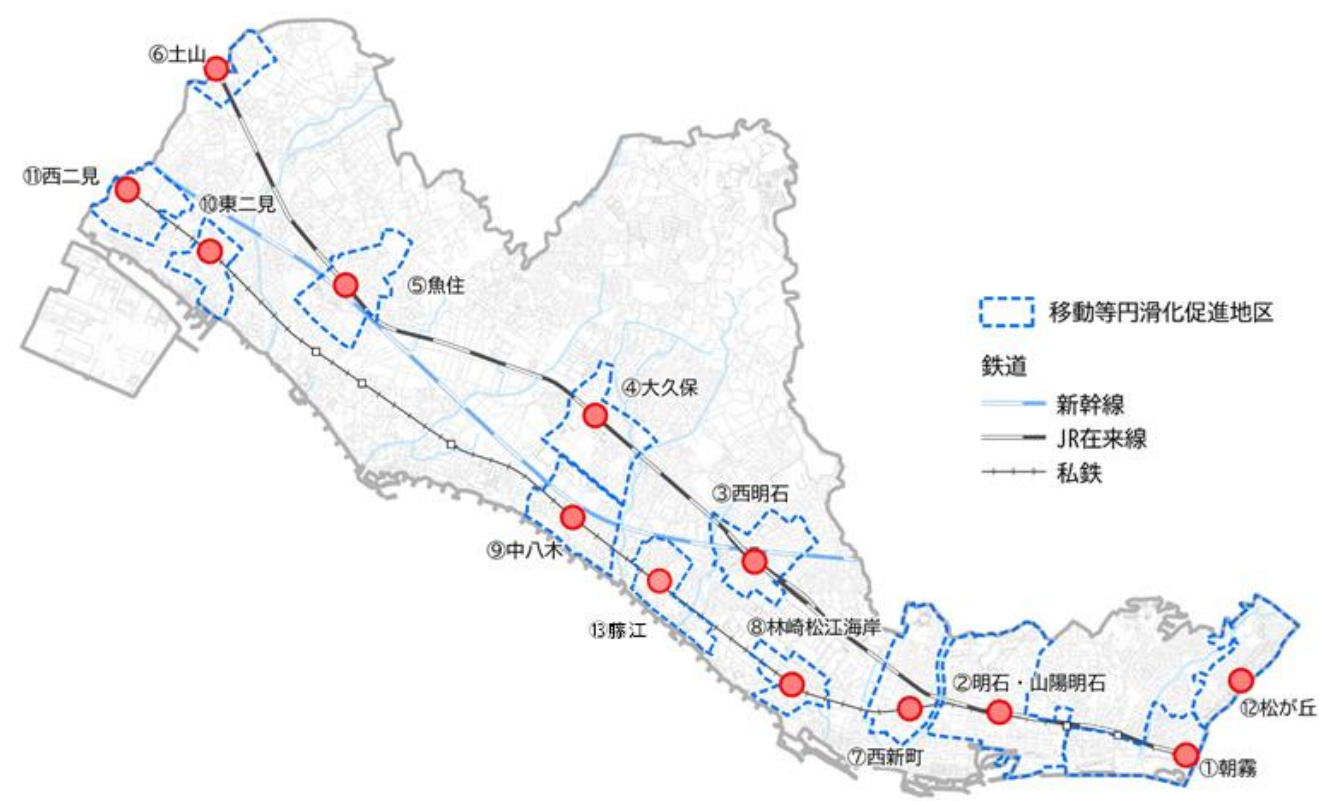 ⑥土山
⑪西二見
⑩東二見
⑤魚住
移動等円滑化促進地区
鉄道
新幹線
JR在来線
私鉄
④大久保
③西明石
⑨中八木
⑬藤江
⑧林崎松江海岸
②明石・山陽明石
⑫松が丘
⑦西新町
①朝霧